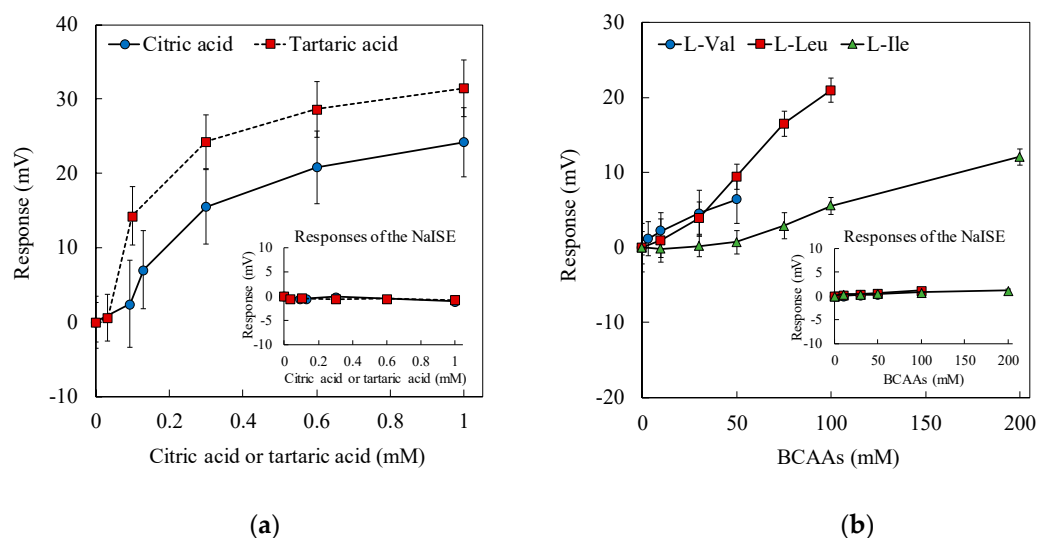 40
30
20
10
0
-10
Response (mV)
Citric acid Tartaric acid
Responses of the NaISE
10
5
0
-5
-10
Response (mV)
0 0.2 0.4 0.6 0.8 1
Citric acid or tartaric acid (mM)
0 0.2 0.4 0.6 0.8 1
Citric acid or tartaric acid (mM)
(a)
30
20
10
0
-10
-20
Response (mV)
L-Val L-Leu L-Ile
Responses of the NaISE
10
5
0
-5
-10
Response (mV)
0 50 100 150 200
BCAAs (mM)
0 50 100 150 200
BCAAs (mM)
(b)